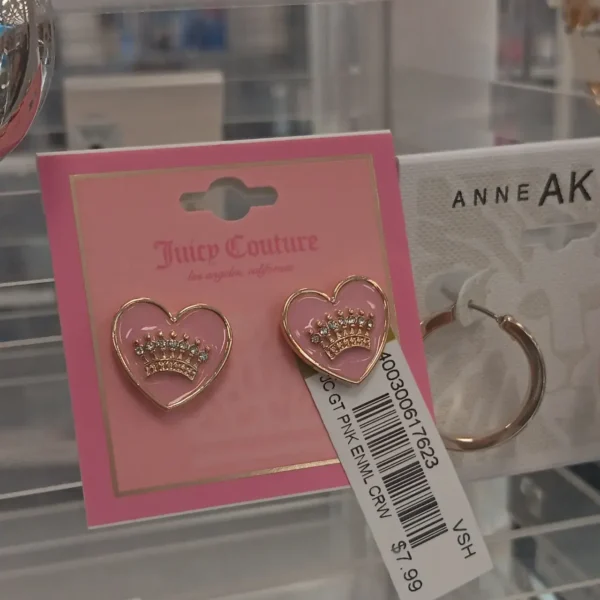 Juicy Couture
los angeles, california
ANNE AK
400300617623
JC GT PNK ENML CRW
VSH
$7.99